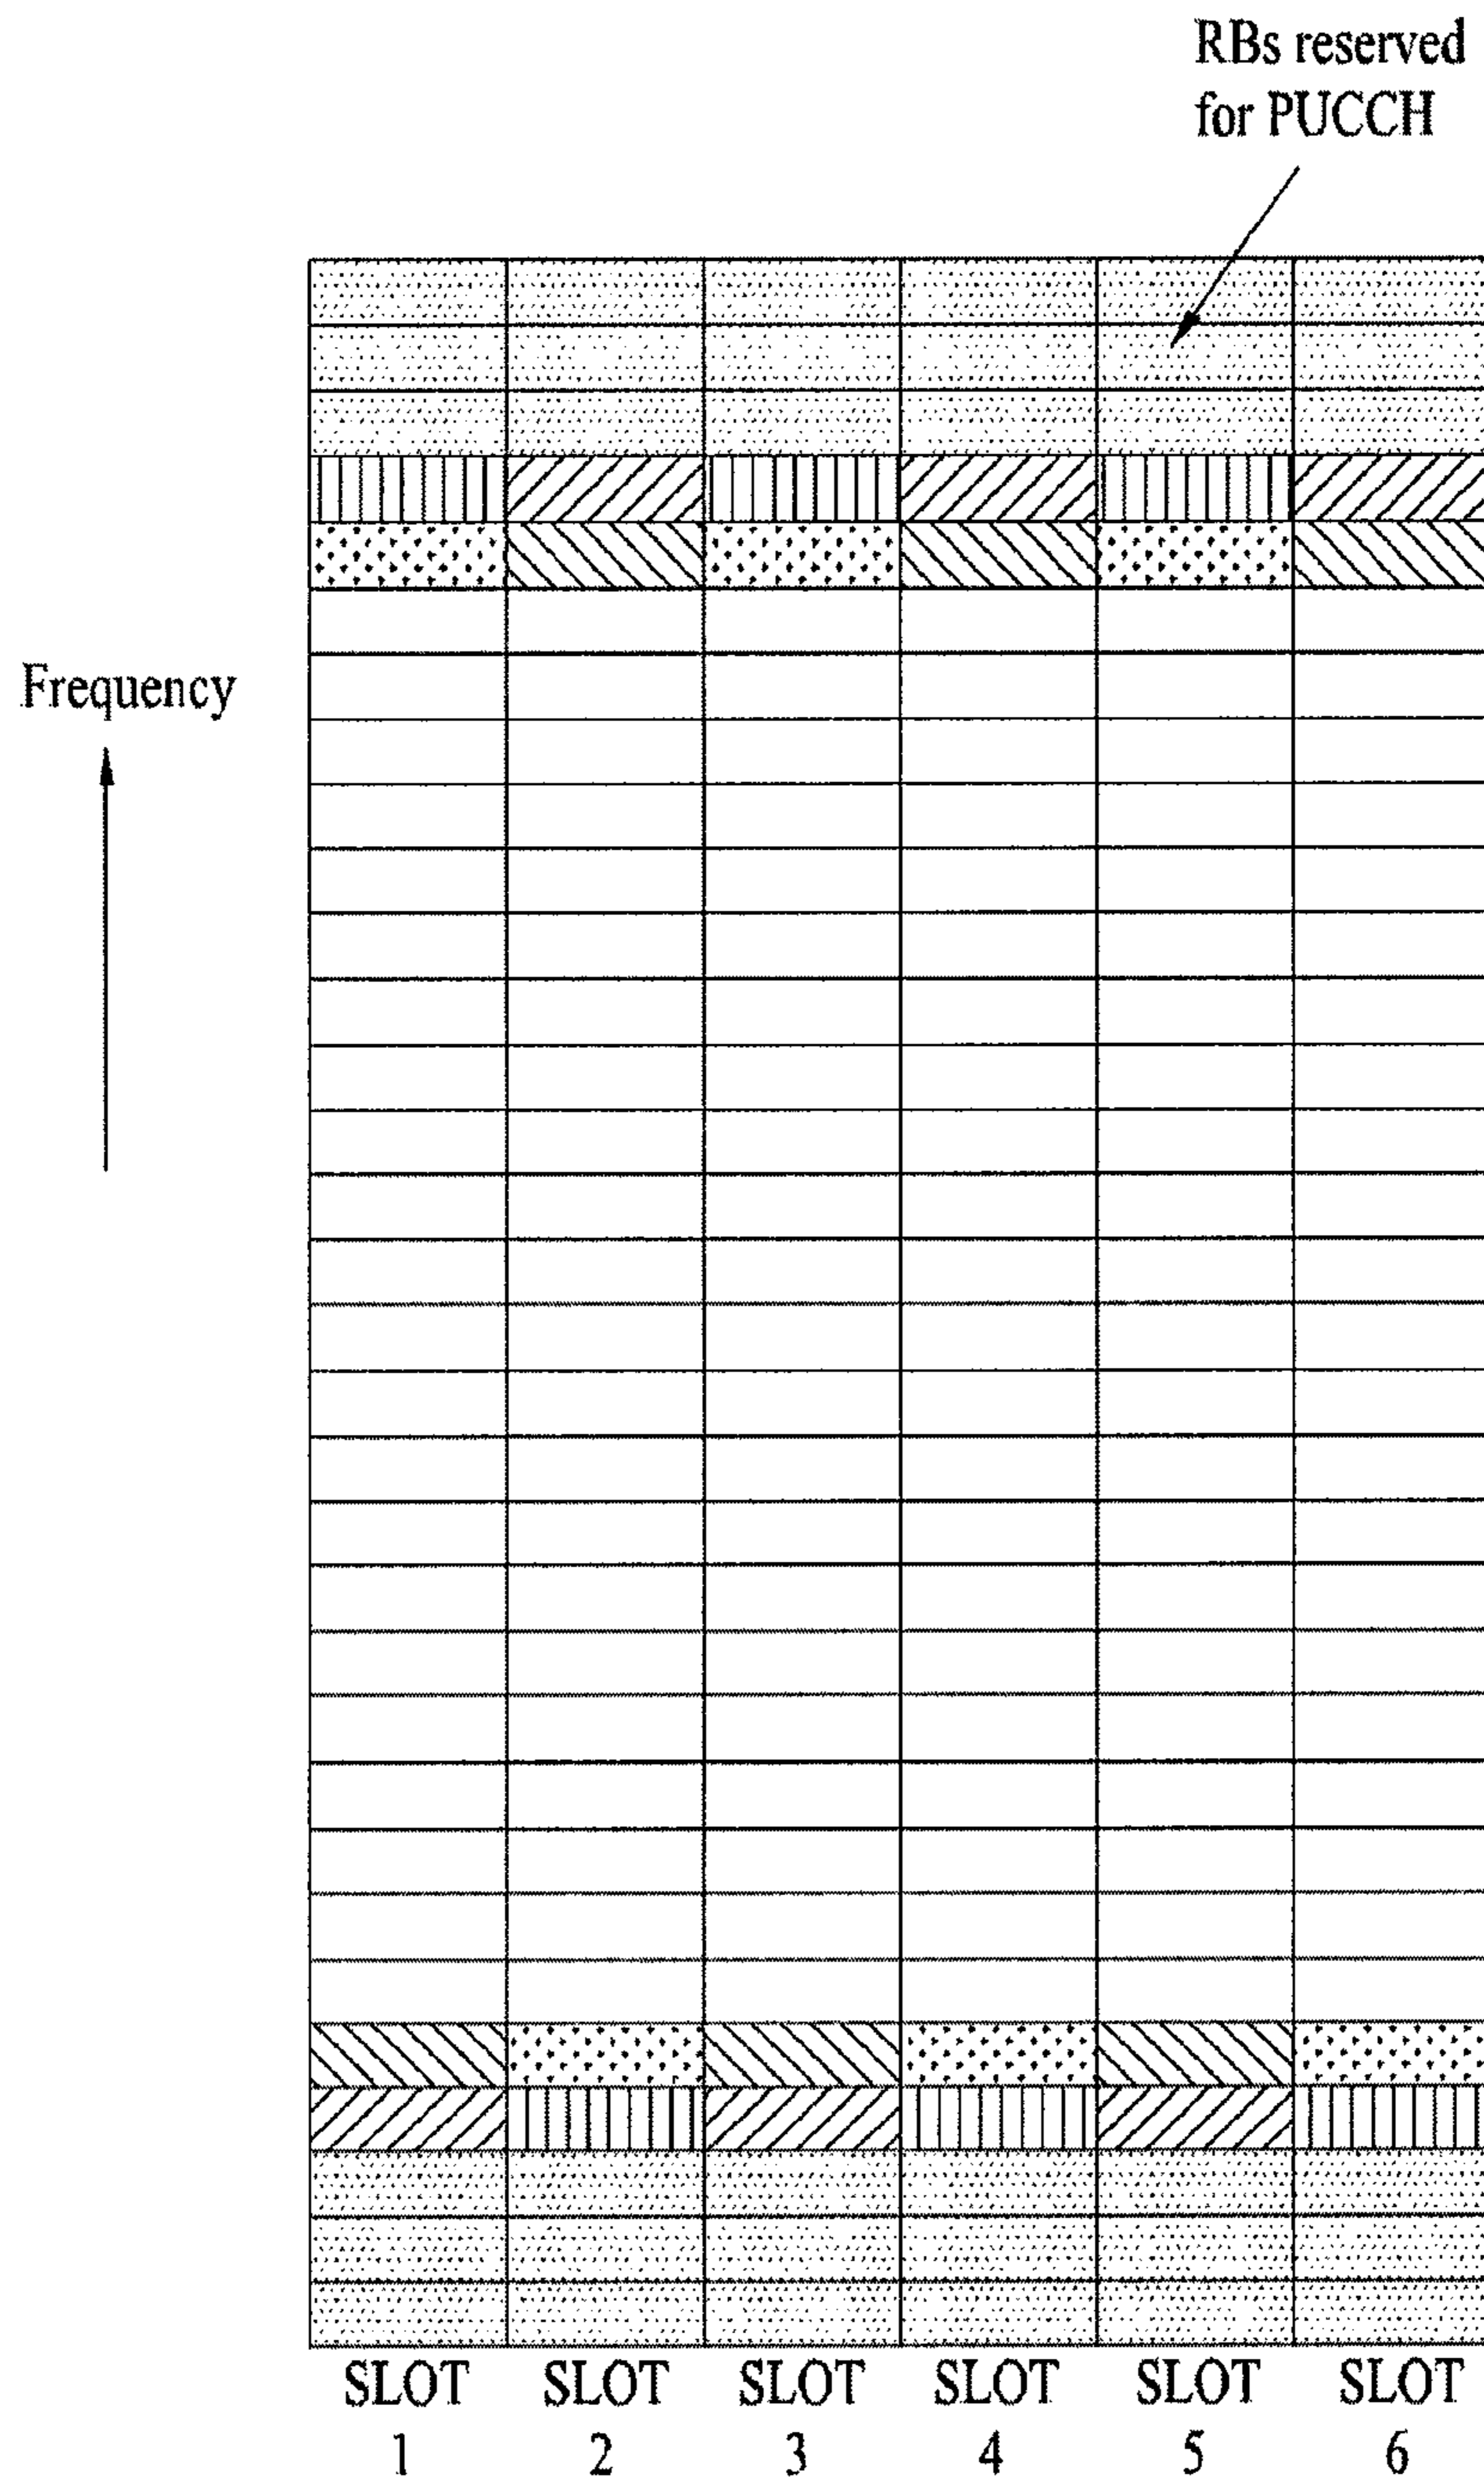 RBs reserved
for PUCCH
Frequency
SLOT SLOT SLOT SLOT SLOT SLOT
1 2 3 4 5 6